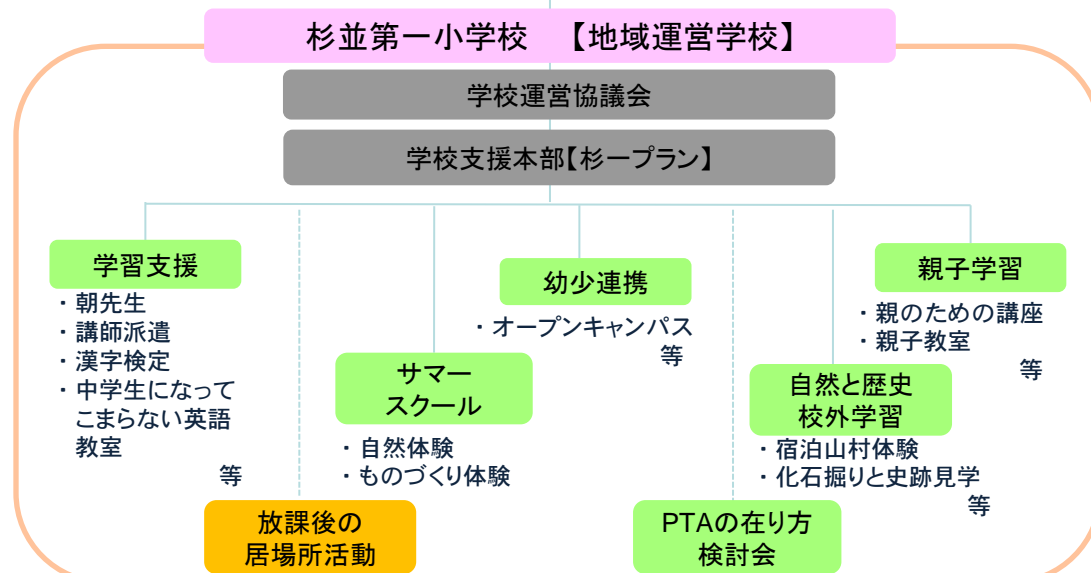 杉並第一小学校 【地域運営学校】
学校運営協議会
学校支援本部【杉一プラン】
学習支援
・朝先生
・講師派遣
・漢字検定
・中学生になって
こまらない英語
教室
等
サマー
スクール
・自然体験
・ものづくり体験
幼少連携
・オープンキャンパス
等
親子学習
・親のための講座
・親子教室
等
自然と歴史
校外学習
・宿泊山村体験
・化石掘りと史跡見学
等
放課後の
居場所活動
PTAの在り方
検討会